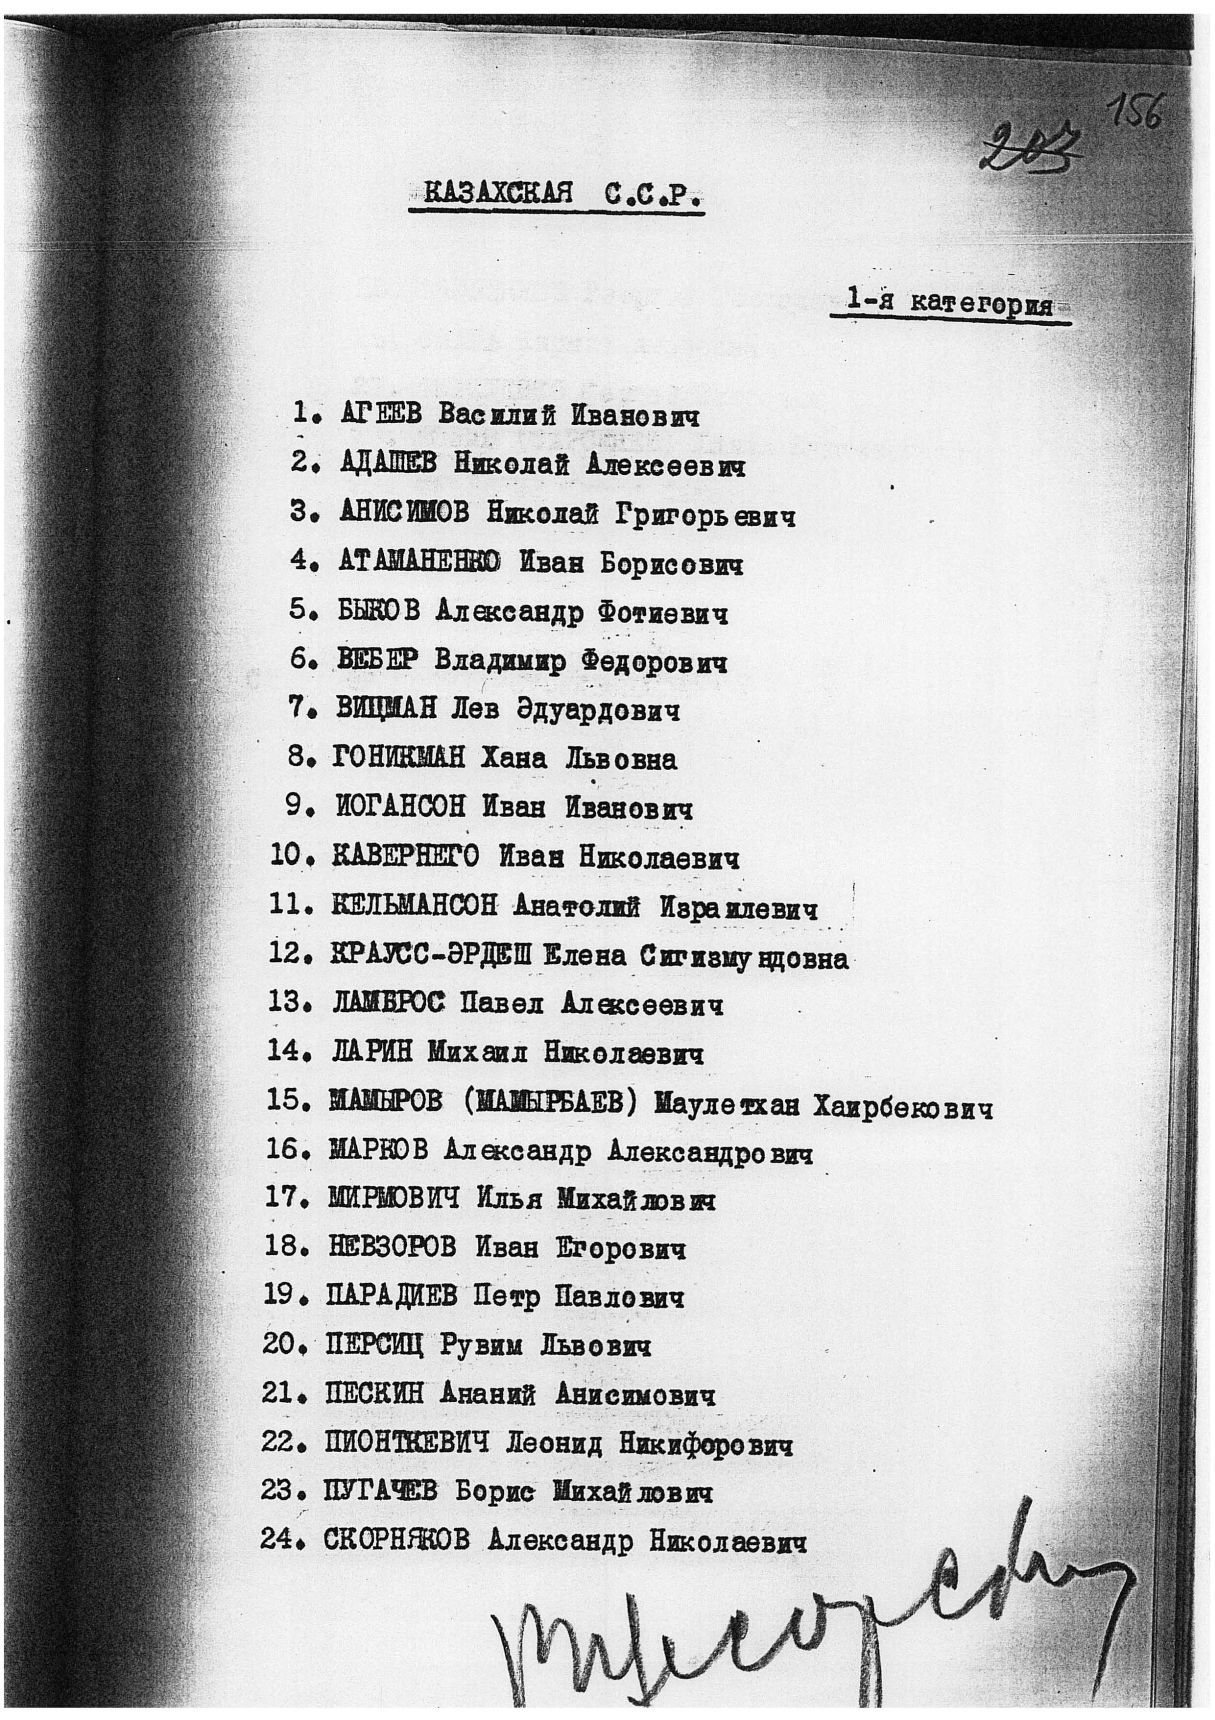 156
203
КАЗАХСКАЯ С.С.Р.
1-я категория
1. АГЕЕВ Василий Иванович
2. АДАШЕВ Николай Алексеевич
3. АНИСИМОВ Николай Григорьевич
4. АТАМАНЕНКО Иван Борисович
5. БЫКОВ Александр Фотиевич
6. ВЕБЕР Владимир Федорович
7. ВИЦМАН Лев Эдуардович
8. ГОНИКМАН Хана Львовна
9. ИОГАНСОН Иван Иванович
10. КАВЕРНЕГО Иван Николаевич
11. КЕЛЬМАНСОН Анатолий Израилевич
12. КРАУСС-ЭРДЕШ Елена Сигизмундовна
13. ЛАМБРОС Павел Алексеевич
14. ЛАРИН Михаил Николаевич
15. МАМЫРОВ (МАМЫРБАЕВ) Маулетхан Хаирбекович
16. МАРКОВ Александр Александрович
17. МИРМОВИЧ Илья Михайлович
18. НЕВЗОРОВ Иван Егорович
19. ПАРАДИЕВ Петр Павлович
20. ПЕРСИЦ Рувим Львович
21. ПЕСКИН Ананий Анисимович
22. ПИОНТКЕВИЧ Леонид Никифорович
23. ПУГАЧЕВ Борис Михайлович
24. СКОРНЯКОВ Александр Николаевич